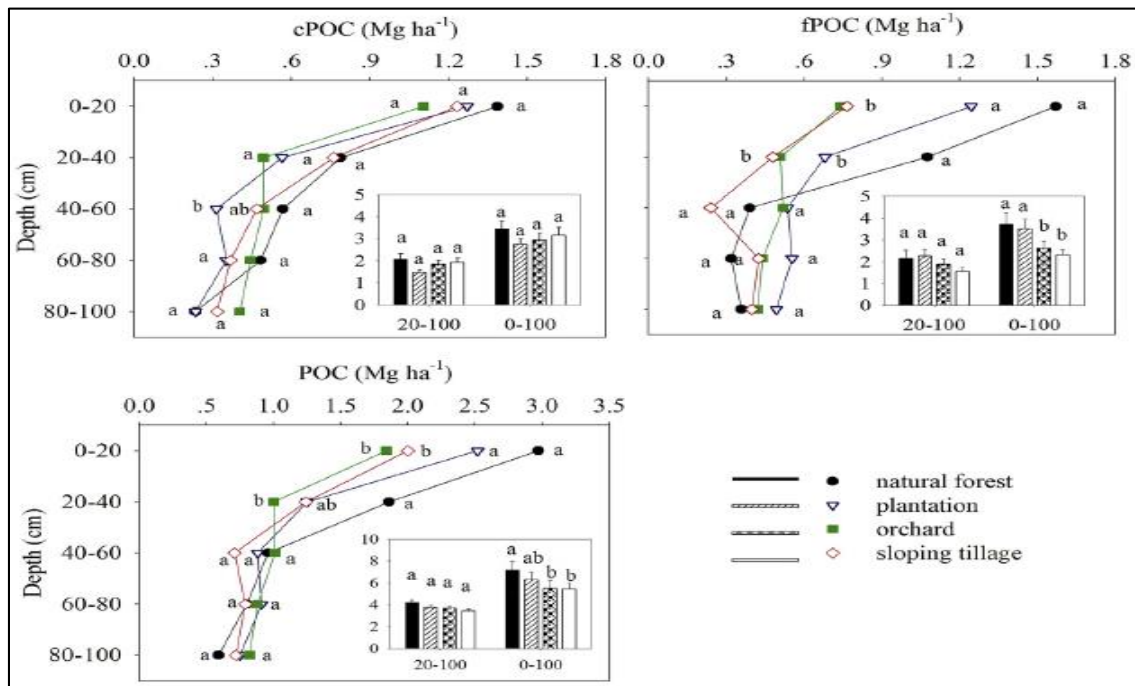 cPOC (Mg ha-1)
0.0 .3 .6 .9 1.2 1.5 1.8
Depth (cm)
0-20
20-40
40-60
60-80
80-100
a a a
a a a
b ab a
a a
a a a
5
4
3
2
1
0
a a a a a a a a
20-100 0-100
fPOC (Mg ha-1)
0.0 .3 .6 .9 1.2 1.5 1.8
b a a
b b a
a a a
a a a
a a
5
4
3
2
1
0
a a a a a a b b
20-100 0-100
POC (Mg ha-1)
0.0 .5 1.0 1.5 2.0 2.5 3.0 3.5
Depth (cm)
0-20
20-40
40-60
60-80
80-100
b b a a
b ab a
a a a
a a
a a
10
8
6
4
2
0
a a a a a ab b b
20-100 0-100
natural forest
plantation
orchard
sloping tillage